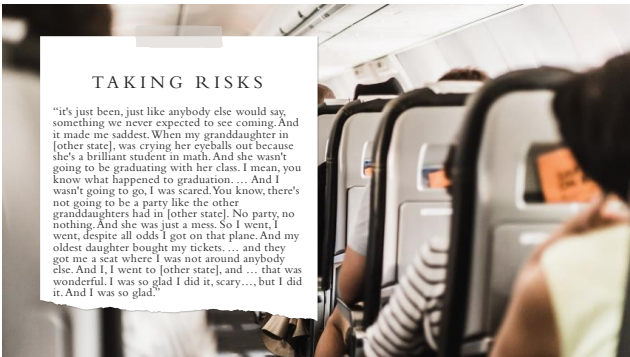 TAKING RISKS
“it's just been, just like anybody else would say,
something we never expected to see coming. And
it made me saddest. When my granddaughter in
[other state], was crying her eyeballs out because
she's a brilliant student in math. And she wasn't
going to be graduating with her class. I mean, you
know what happened to graduation. … And I
wasn't going to go, I was scared. You know, there's
not going to be a party like the other
granddaughters had in [other state]. No party, no
nothing. And she was just a mess. So I went, I
went, despite all odds I got on that plane. And my
oldest daughter bought my tickets. … and they
got me a seat where I was not around anybody
else. And I, I went to [other state], and … that was
wonderful. I was so glad I did it, scary…, but I did
it. And I was so glad.”